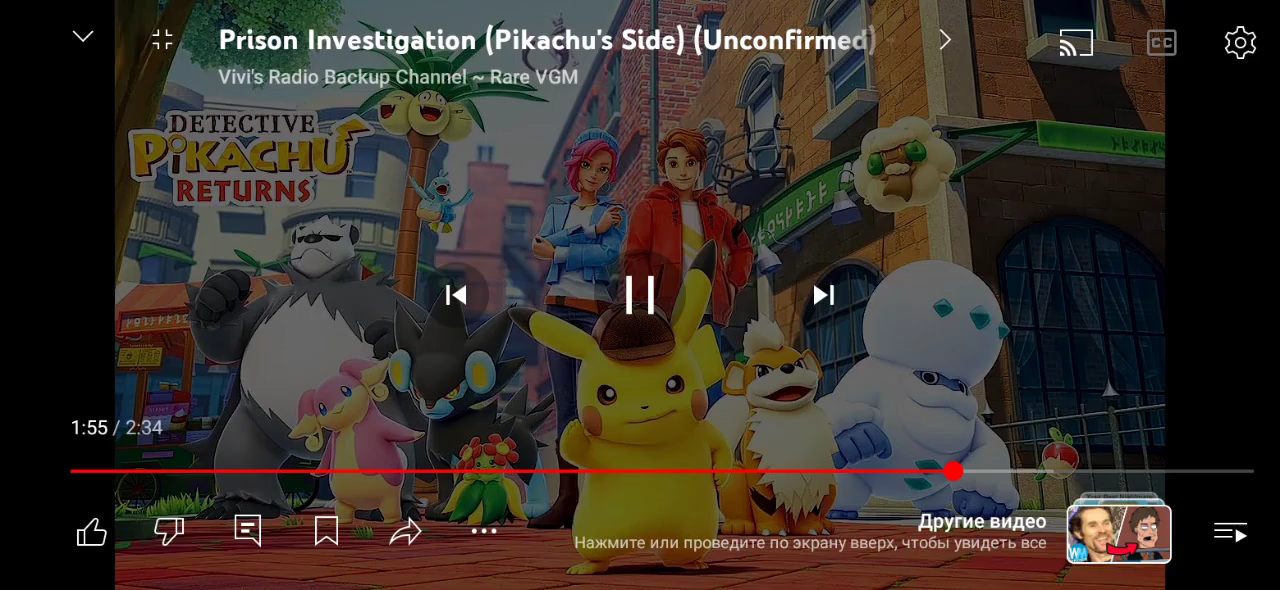 Prison Investigation (Pikachu's Side) (Unconfirmed)
Vivi's Radio Backup Channel ~ Rare VGM
CC
DETECTIVE
PIKACHU
RETURNS
1:55 / 2:34
Другие видео
Нажмите или проведите по экрану вверх, чтобы увидеть все